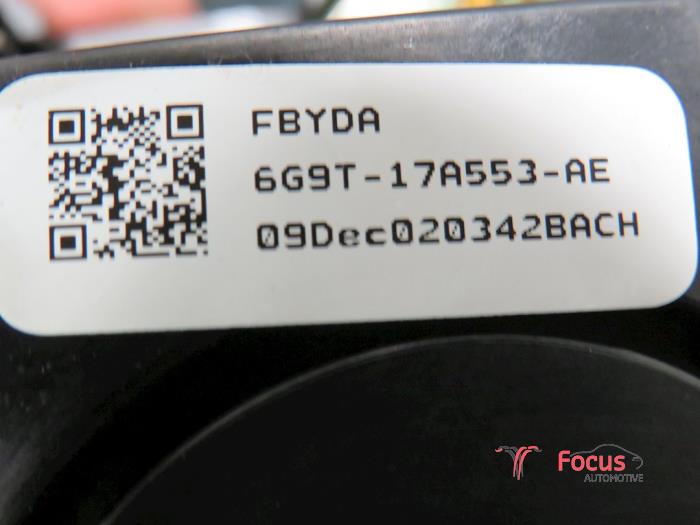 FBYDA
6G9T-17A553-AE
09Dec020342BACH
Focus
AUTOMOTIVE